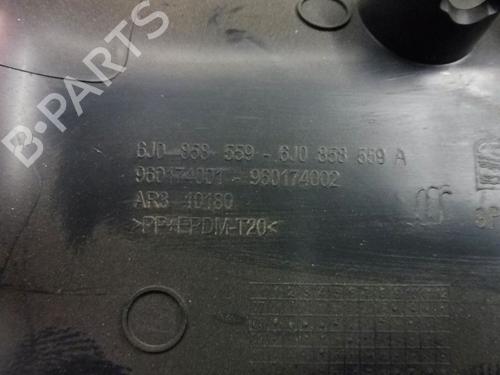 B-PARTS
6J0 858 559 - 6J0 858 559 A
960174001 - 960174002
AR3 10180
>PP/EPDM-T20<